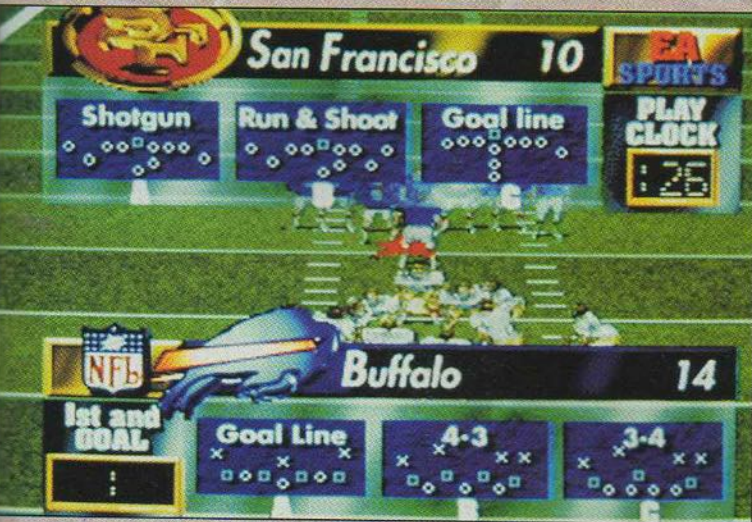 SF
San Francisco 10
EA
SPORTS
Shotgun
Run & Shoot
Goal line
PLAY
CLOCK
:26
A
B
C
NFL
Buffalo 14
1st and
GOAL
:
Goal Line
4-3
3-4
A
B
C